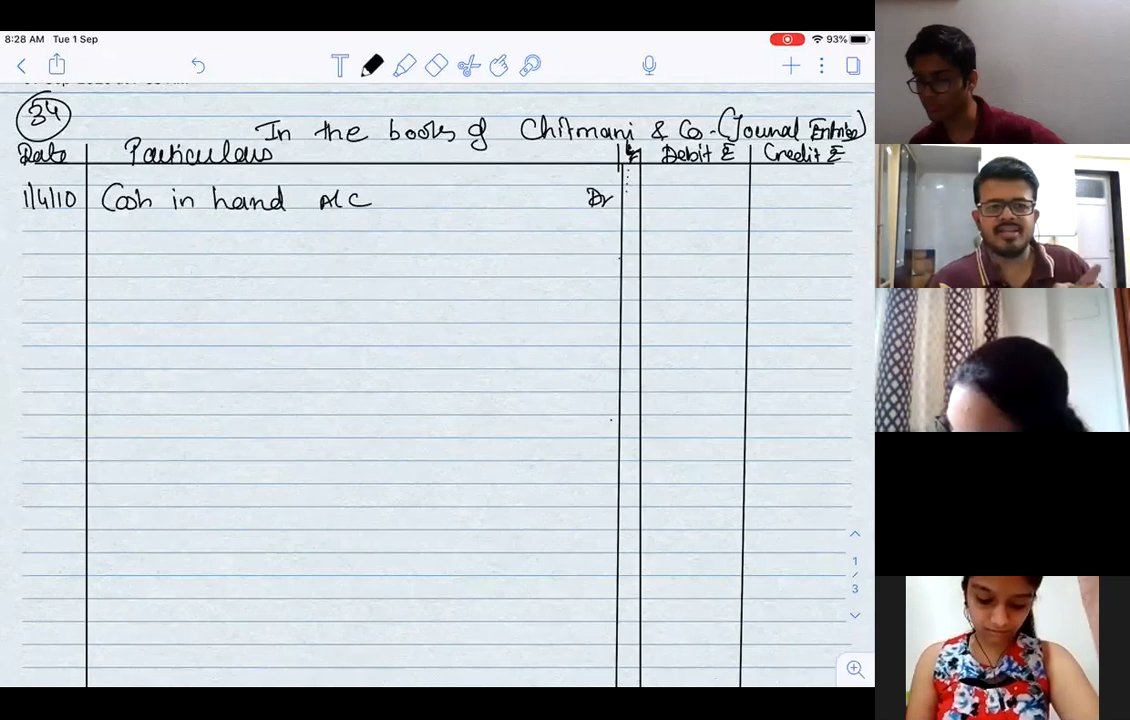 8:28 AM Tue 1 Sep 93%
34
In the books of Chitmani & Co - (Jounal Entries)
Date Particulars Debit ₹ Credit ₹
1/4/10 Cash in hand A/C Dr
1
/
3